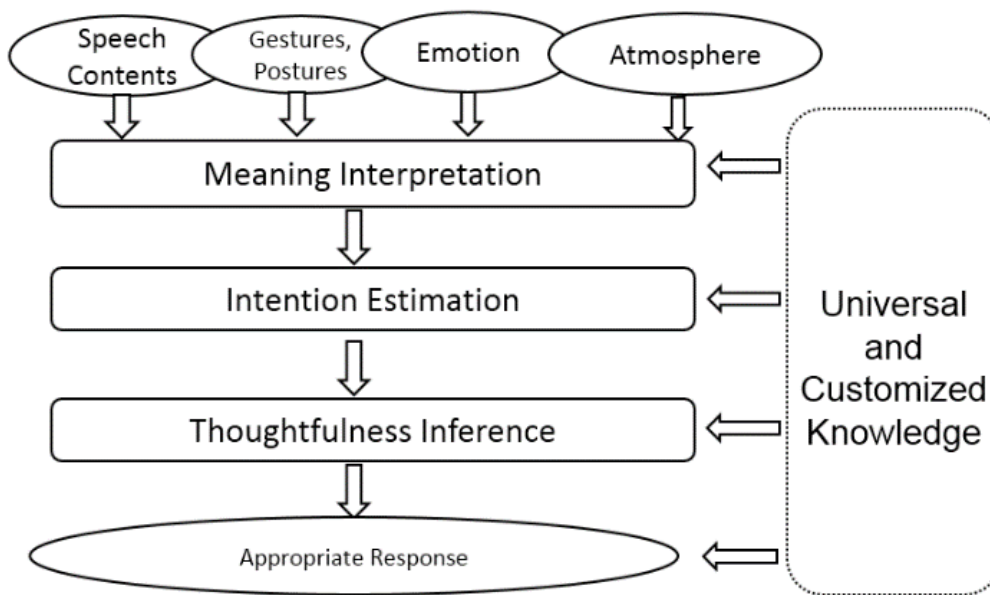 Speech
Contents
Gestures,
Postures
Emotion
Atmosphere
Meaning Interpretation
Intention Estimation
Thoughtfulness Inference
Appropriate Response
Universal
and
Customized
Knowledge